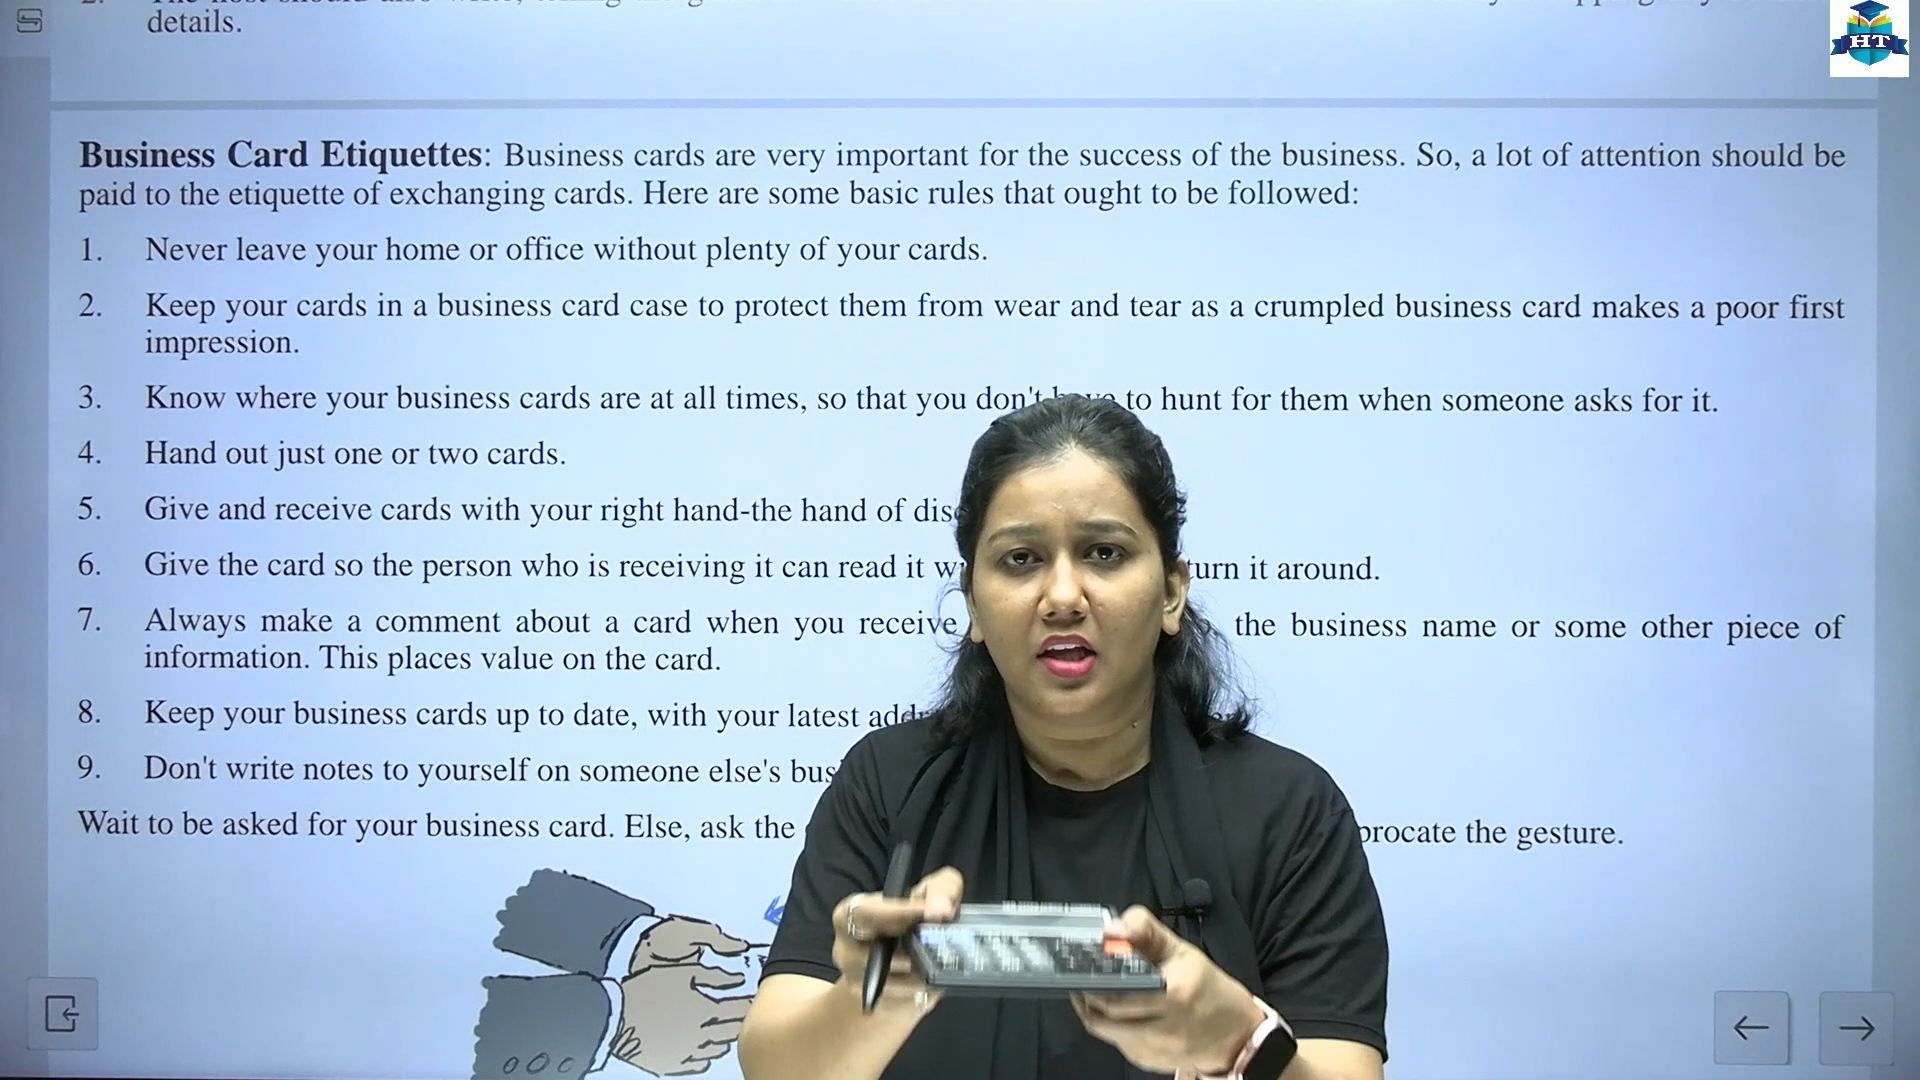 details.
HT
Business Card Etiquettes: Business cards are very important for the success of the business. So, a lot of attention should be
paid to the etiquette of exchanging cards. Here are some basic rules that ought to be followed:
1. Never leave your home or office without plenty of your cards.
2. Keep your cards in a business card case to protect them from wear and tear as a crumpled business card makes a poor first
impression.
3. Know where your business cards are at all times, so that you don't to hunt for them when someone asks for it.
4. Hand out just one or two cards.
5. Give and receive cards with your right hand-the hand of
6. Give the card so the person who is receiving it can read it turn it around.
7. Always make a comment about a card when you receive the business name or some other piece of
information. This places value on the card.
8. Keep your business cards up to date, with your latest
9. Don't write notes to yourself on someone else's
Wait to be asked for your business card. Else, ask the the gesture.